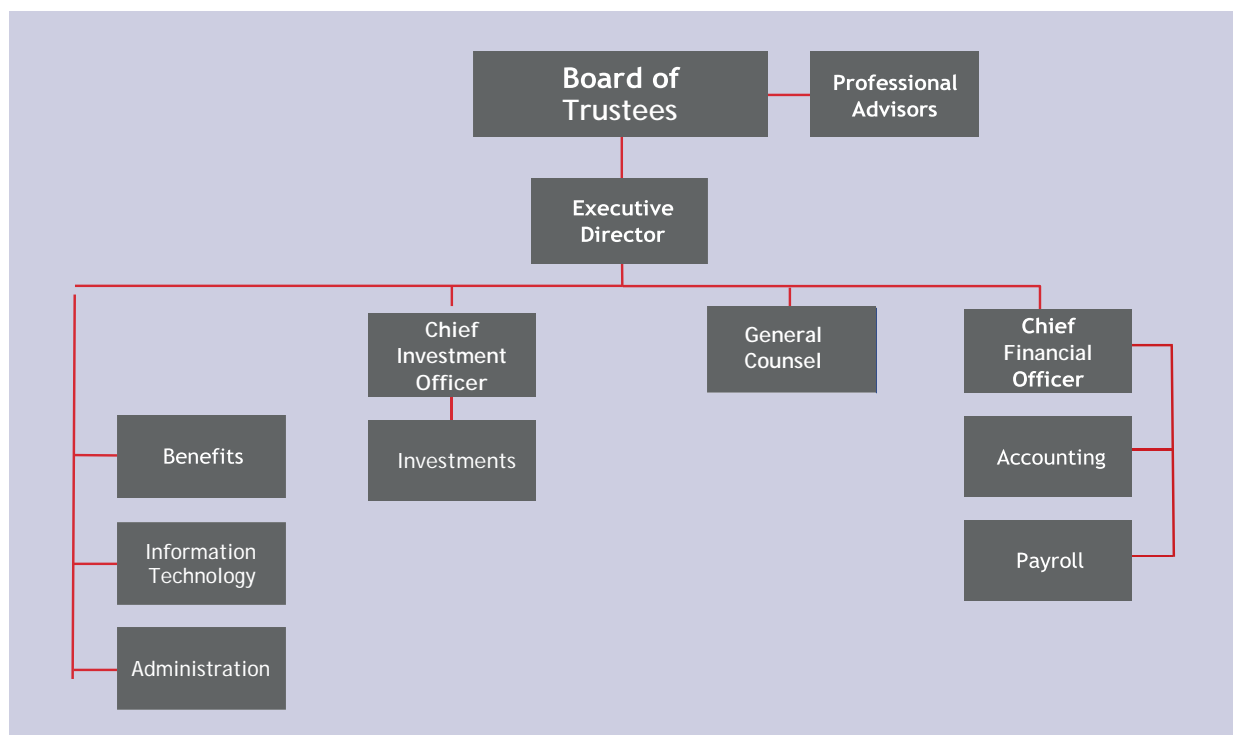 Board of
Trustees
Professional
Advisors
Executive
Director
Chief
Investment
Officer
General
Counsel
Chief
Financial
Officer
Benefits
Investments
Accounting
Information
Technology
Payroll
Administration